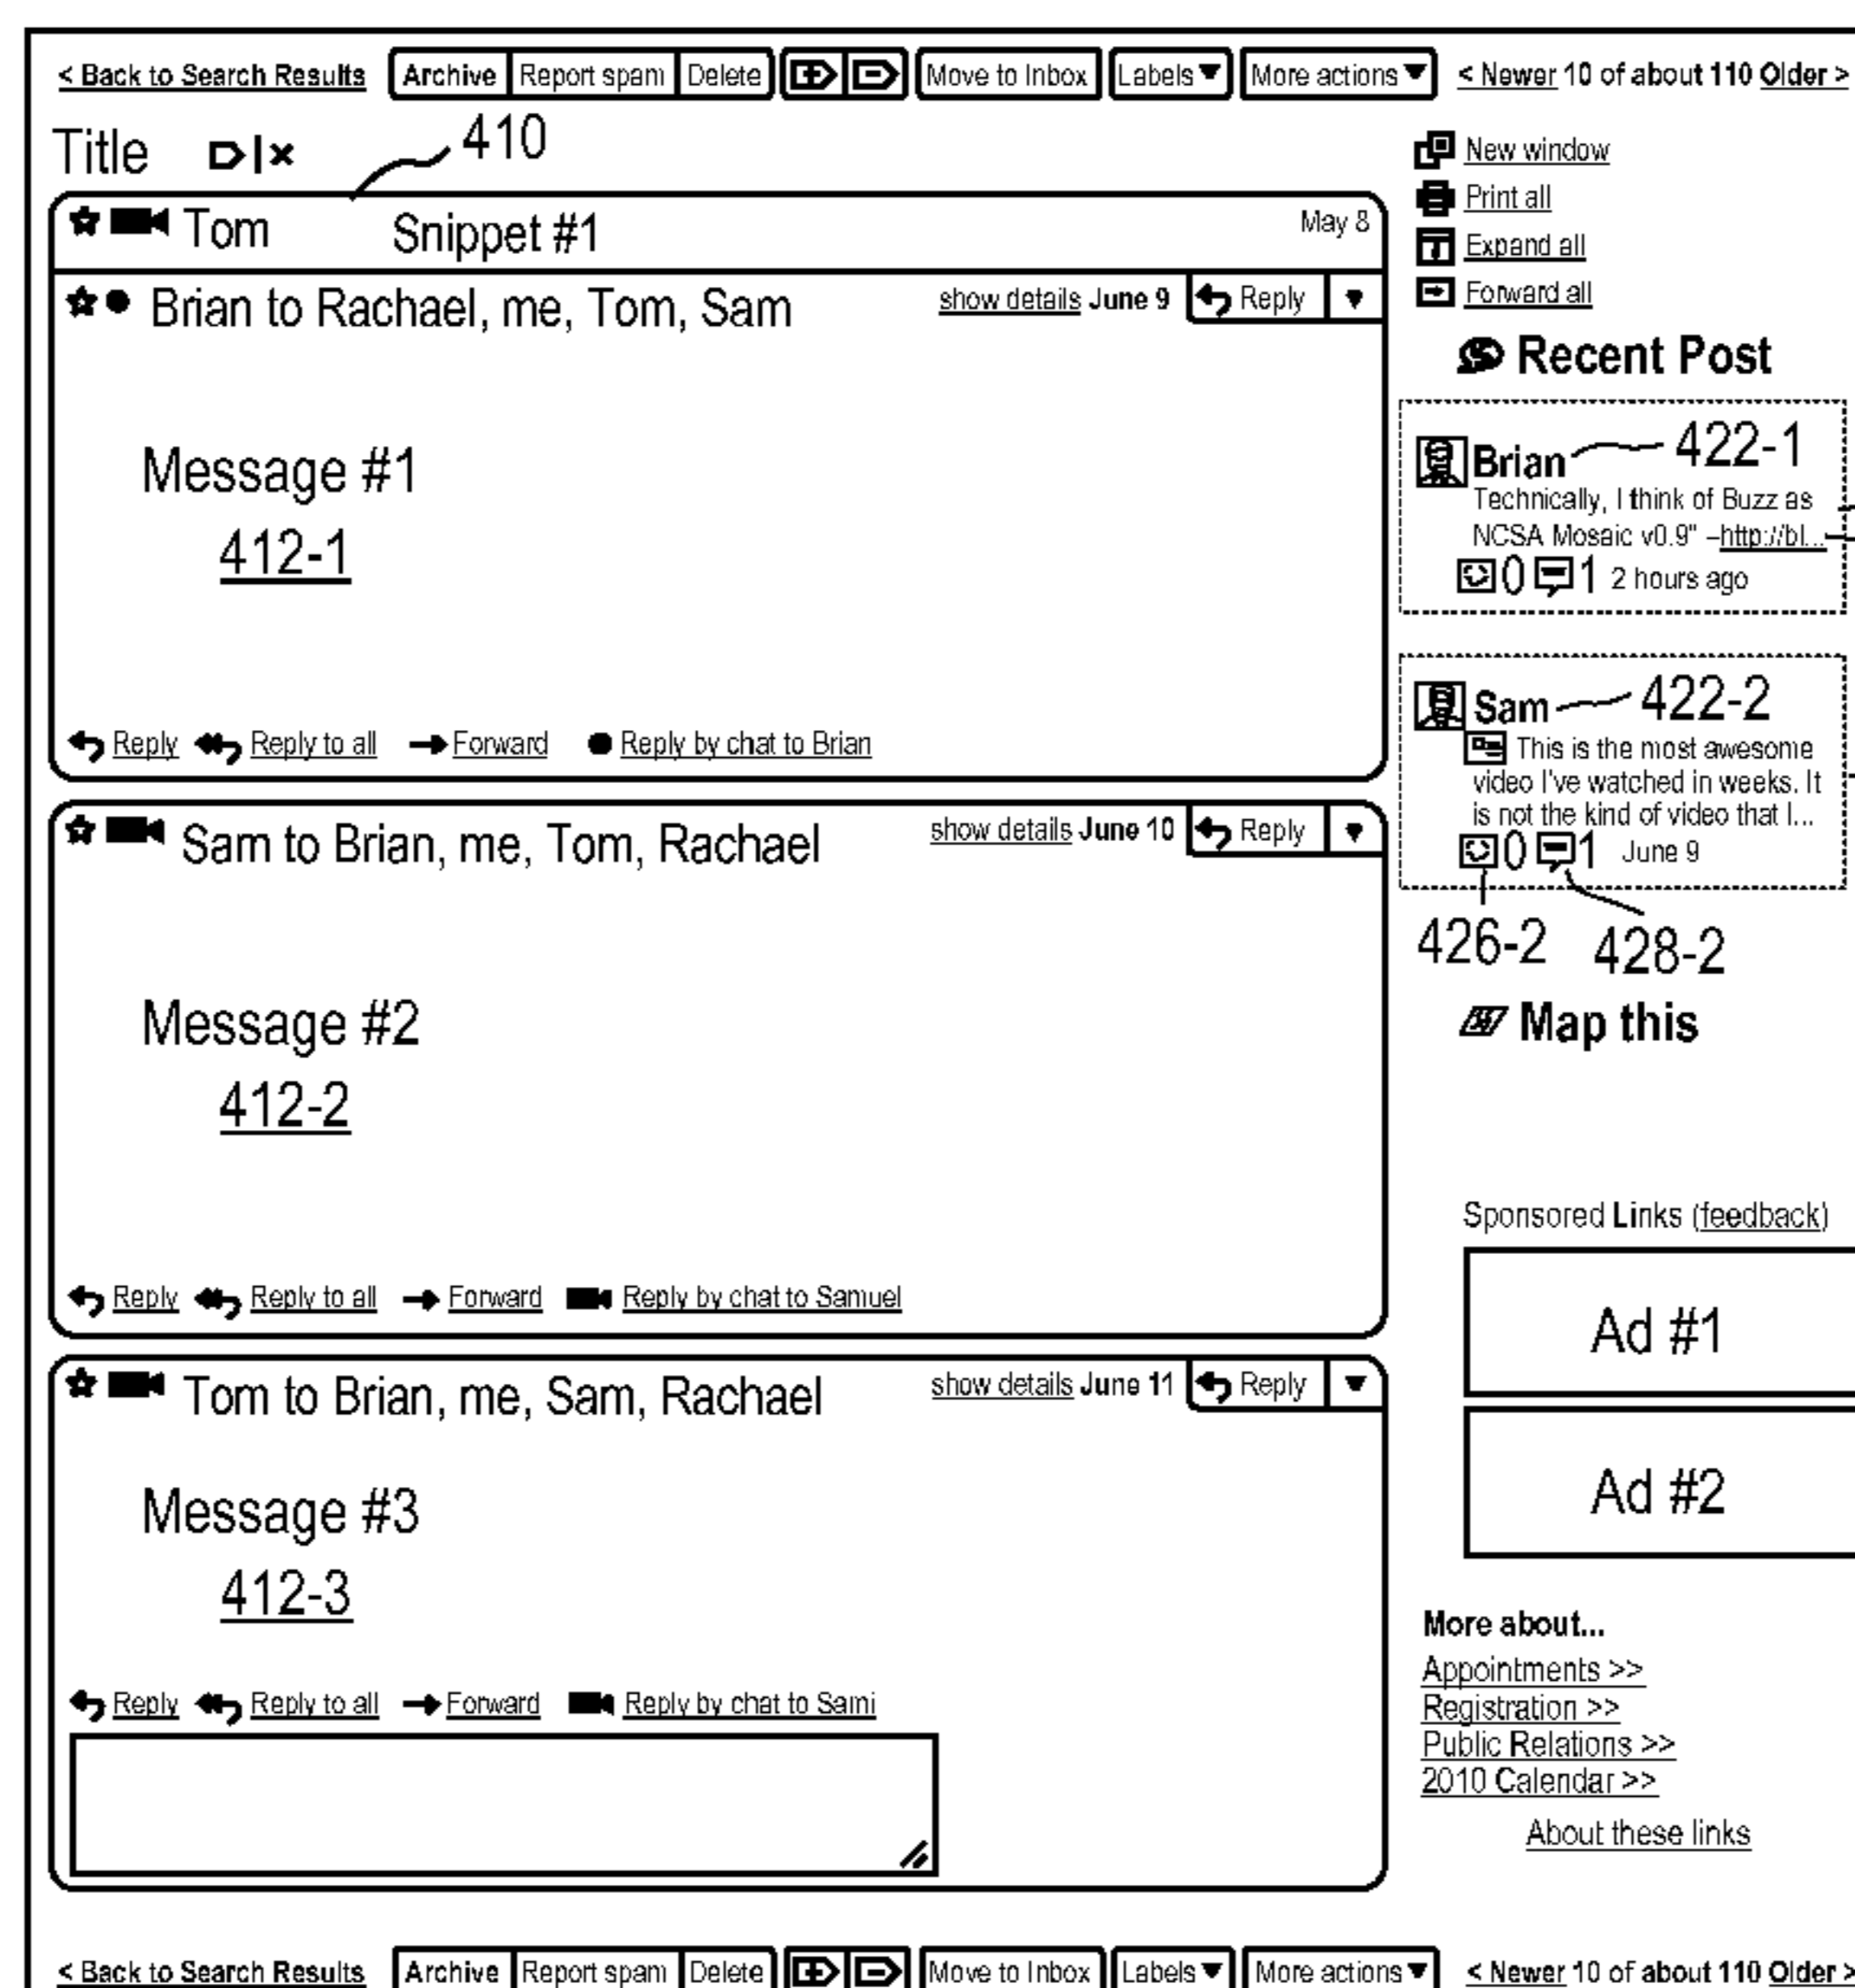 < Back to Search Results Archive Report spam Delete Move to Inbox Labels More actions < Newer 10 of about 110 Older >
Title 410
Tom Snippet #1 May 8
Brian to Rachael, me, Tom, Sam show details June 9 Reply
Message #1
412-1
Reply Reply to all Forward Reply by chat to Brian
Sam to Brian, me, Tom, Rachael show details June 10 Reply
Message #2
412-2
Reply Reply to all Forward Reply by chat to Samuel
Tom to Brian, me, Sam, Rachael show details June 11 Reply
Message #3
412-3
Reply Reply to all Forward Reply by chat to Sami
New window
Print all
Expand all
Forward all
Recent Post
Brian 422-1
Technically, I think of Buzz as
NCSA Mosaic v0.9" –http://bl...
0 1 2 hours ago
Sam 422-2
This is the most awesome
video I've watched in weeks. It
is not the kind of video that I...
0 1 June 9
426-2 428-2
Map this
Sponsored Links (feedback)
Ad #1
Ad #2
More about...
Appointments >>
Registration >>
Public Relations >>
2010 Calendar >>
About these links
< Back to Search Results Archive Report spam Delete Move to Inbox Labels More actions < Newer 10 of about 110 Older >